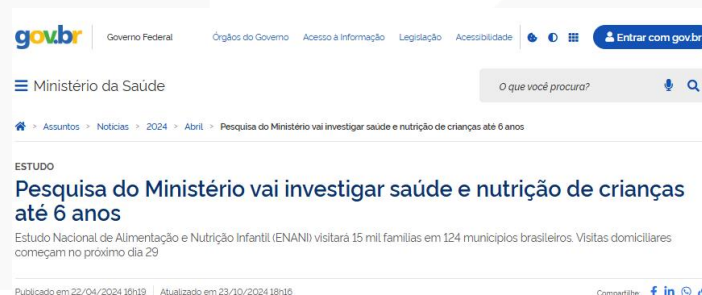 gov.br Governo Federal Órgãos do Governo Acesso à Informação Legislação Acessibilidade Entrar com gov.br
Ministério da Saúde O que você procura?
> Assuntos > Notícias > 2024 > Abril > Pesquisa do Ministério vai investigar saúde e nutrição de crianças até 6 anos
ESTUDO
Pesquisa do Ministério vai investigar saúde e nutrição de crianças
até 6 anos
Estudo Nacional de Alimentação e Nutrição Infantil (ENANI) visitará 15 mil famílias em 124 municípios brasileiros. Visitas domiciliares
começam no próximo dia 29
Publicado em 22/04/2024 16h19 Atualizado em 23/10/2024 18h16 Compartilhe: